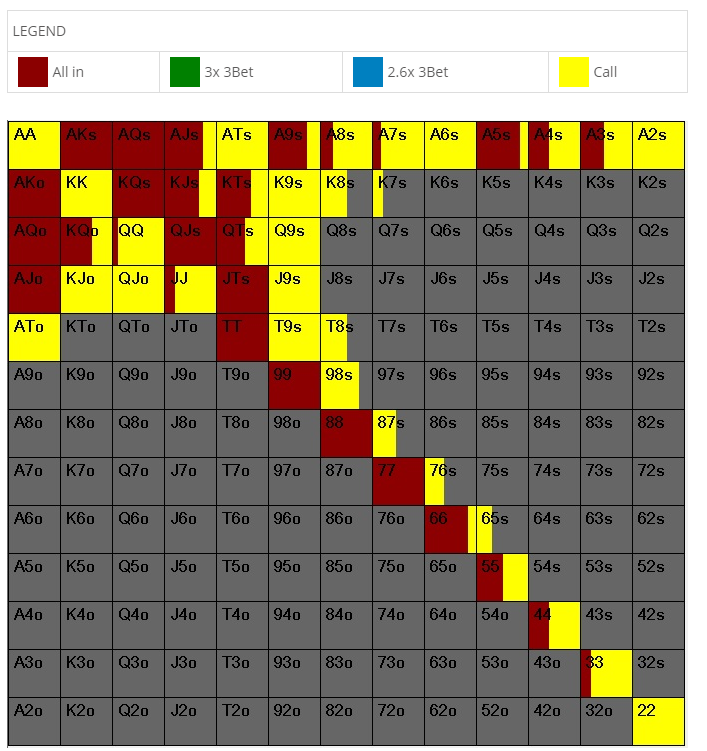 LEGEND
All in 3x 3Bet 2.6x 3Bet Call
AA AKs AQs AJs ATs A9s A8s A7s A6s A5s A4s A3s A2s
AKo KK KQs KJs KTs K9s K8s K7s K6s K5s K4s K3s K2s
AQo KQo QQ QJs QTs Q9s Q8s Q7s Q6s Q5s Q4s Q3s Q2s
AJo KJo QJo JJ JTs J9s J8s J7s J6s J5s J4s J3s J2s
ATo KTo QTo JTo TT T9s T8s T7s T6s T5s T4s T3s T2s
A9o K9o Q9o J9o T9o 99 98s 97s 96s 95s 94s 93s 92s
A8o K8o Q8o J8o T8o 98o 88 87s 86s 85s 84s 83s 82s
A7o K7o Q7o J7o T7o 97o 87o 77 76s 75s 74s 73s 72s
A6o K6o Q6o J6o T6o 96o 86o 76o 66 65s 64s 63s 62s
A5o K5o Q5o J5o T5o 95o 85o 75o 65o 55 54s 53s 52s
A4o K4o Q4o J4o T4o 94o 84o 74o 64o 54o 44 43s 42s
A3o K3o Q3o J3o T3o 93o 83o 73o 63o 53o 43o 33 32s
A2o K2o Q2o J2o T2o 92o 82o 72o 62o 52o 42o 32o 22